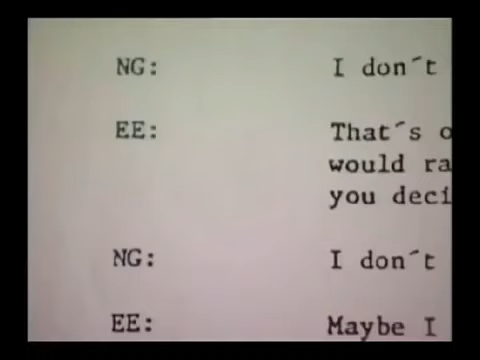 NG: I don´t
EE: That´s o
would ra
you deci
NG: I don´t
EE: Maybe I